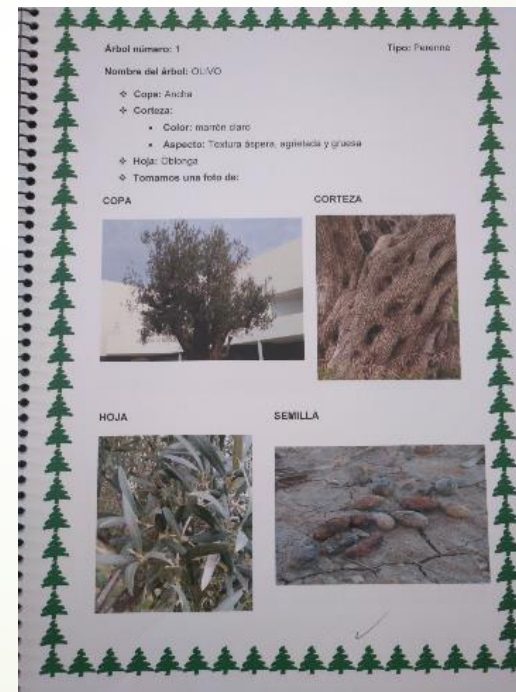 Árbol número: 1 Tipo: Perenne
Nombre del árbol: OLIVO
❖ Copa: Ancha
❖ Corteza:
▪ Color: marrón claro
▪ Aspecto: Textura áspera, agrietada y gruesa
❖ Hoja: Oblonga
❖ Tomamos una foto de:
COPA CORTEZA
HOJA SEMILLA